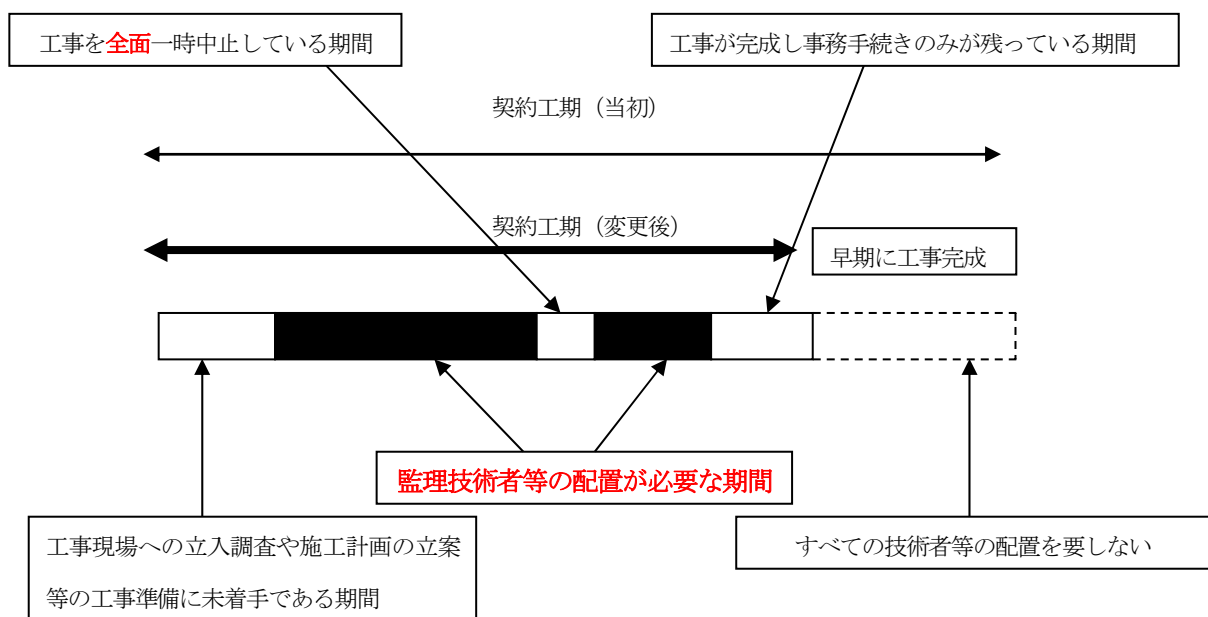 工事を全面一時中止している期間
工事が完成し事務手続きのみが残っている期間
契約工期（当初）
契約工期（変更後）
早期に工事完成
監理技術者等の配置が必要な期間
工事現場への立入調査や施工計画の立案
等の工事準備に未着手である期間
すべての技術者等の配置を要しない